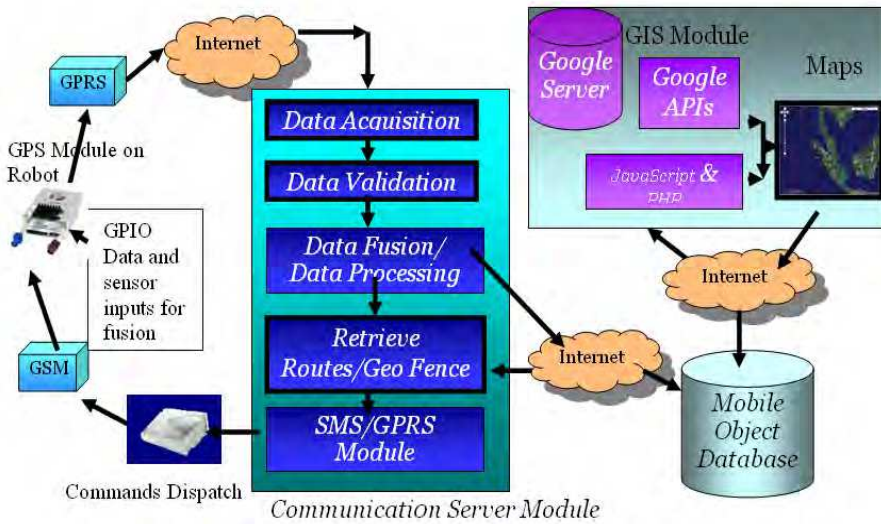 Internet
GPRS
GPS Module on
Robot
GPIO
Data and
sensor
inputs for
fusion
GSM
Commands Dispatch
Data Acquisition
Data Validation
Data Fusion/
Data Processing
Retrieve
Routes/Geo Fence
SMS/GPRS
Module
Communication Server Module
Internet
GIS Module
Google
Server
Google
APIs
Maps
JavaScript &
PHP
Internet
Mobile
Object
Database